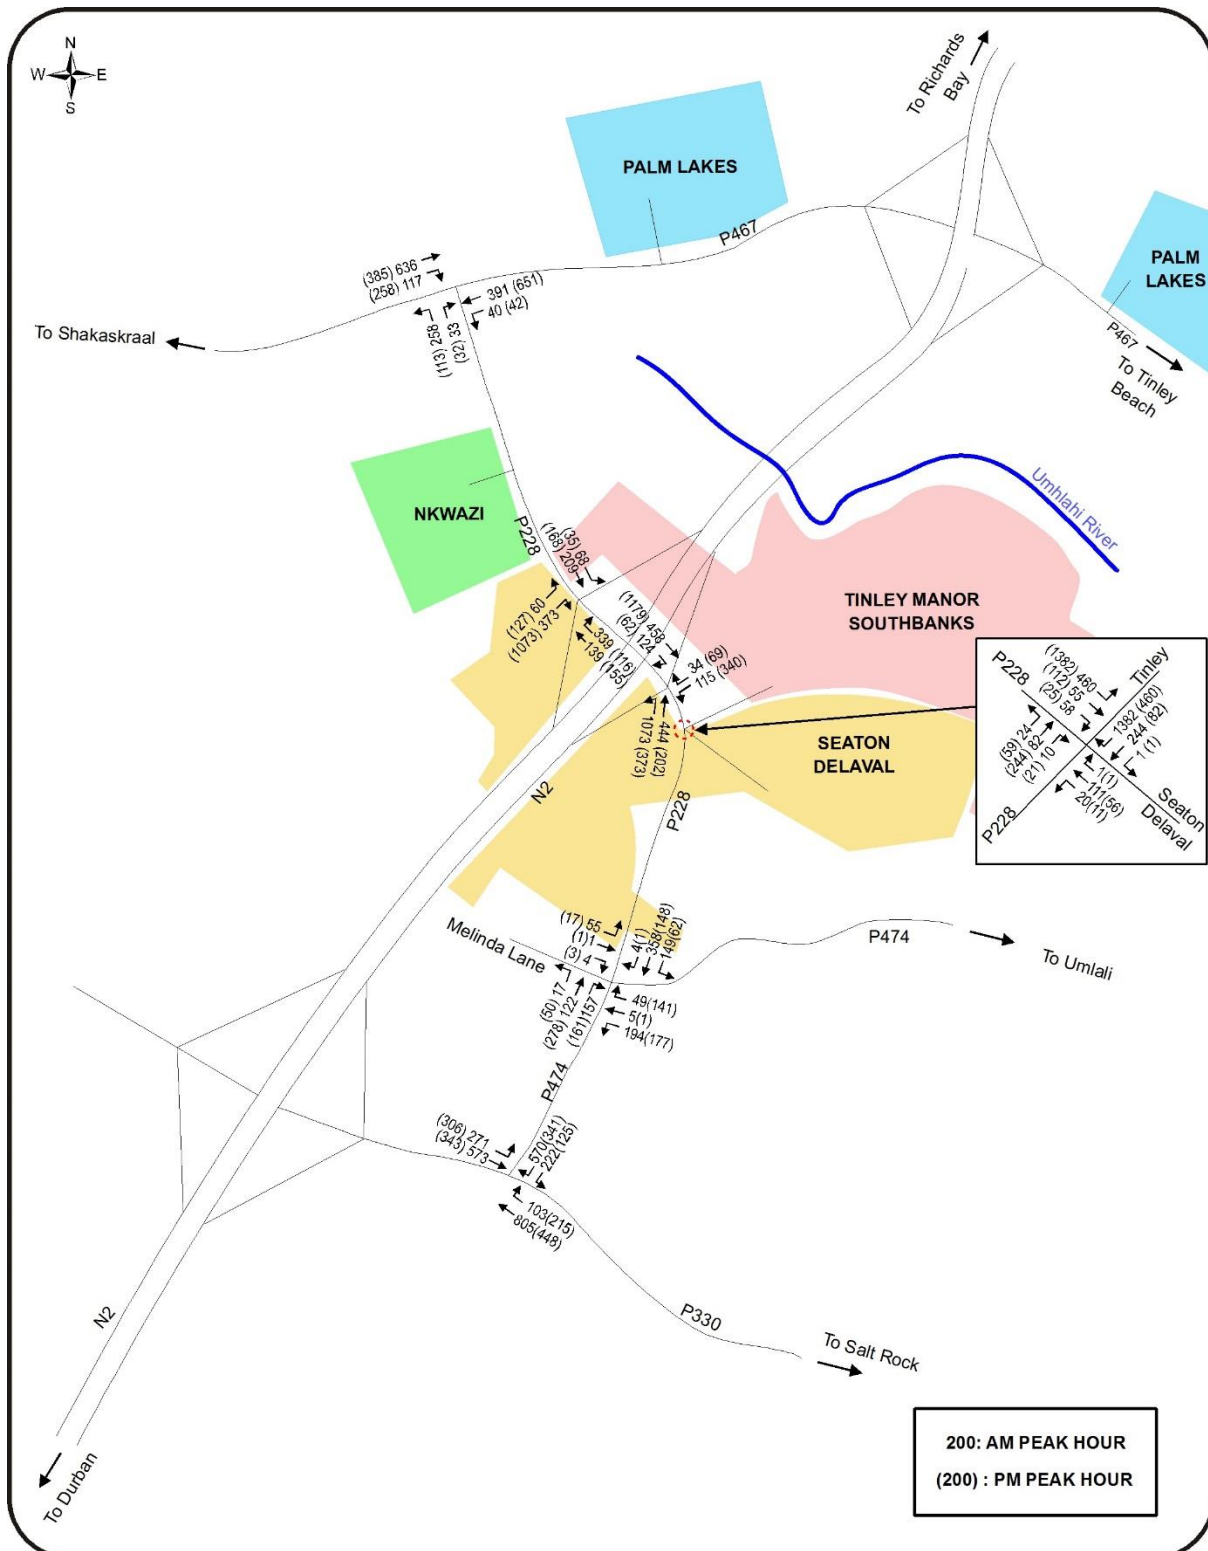 N
W E
S
To Richards
Bay
PALM LAKES
P467
PALM
LAKES
(385) 636
(258) 117
391 (651)
40 (42)
(113) 258
(32) 33
To Shakaskraal
P467
To Tinley
Beach
Umhlahi River
NKWAZI
P228
(35) 68
(168) 209
(127) 60
(1073) 373
339 (116)
139 (155)
(1179) 458
(62) 124
34 (69)
115 (340)
444 (202)
1073 (373)
TINLEY MANOR
SOUTHBANKS
SEATON
DELAVAL
N2
P228
(1382) 460
(112) 55
(25) 58
P228
Tinley
1382 (460)
244 (82)
1 (1)
(59) 24
(244) 82
(21) 10
1(1)
111(56)
20(11)
P228
Seaton
Delaval
Melinda Lane
(17) 55
(1)1
(3) 4
4(1)
358(148)
149(62)
P474
To Umlali
(50) 17
(278) 122
(161)157
49(141)
5(1)
194(177)
P474
(306) 271
(343) 573
570(341)
222(125)
103(215)
805(448)
P330
To Salt Rock
N2
To Durban
200: AM PEAK HOUR
(200) : PM PEAK HOUR